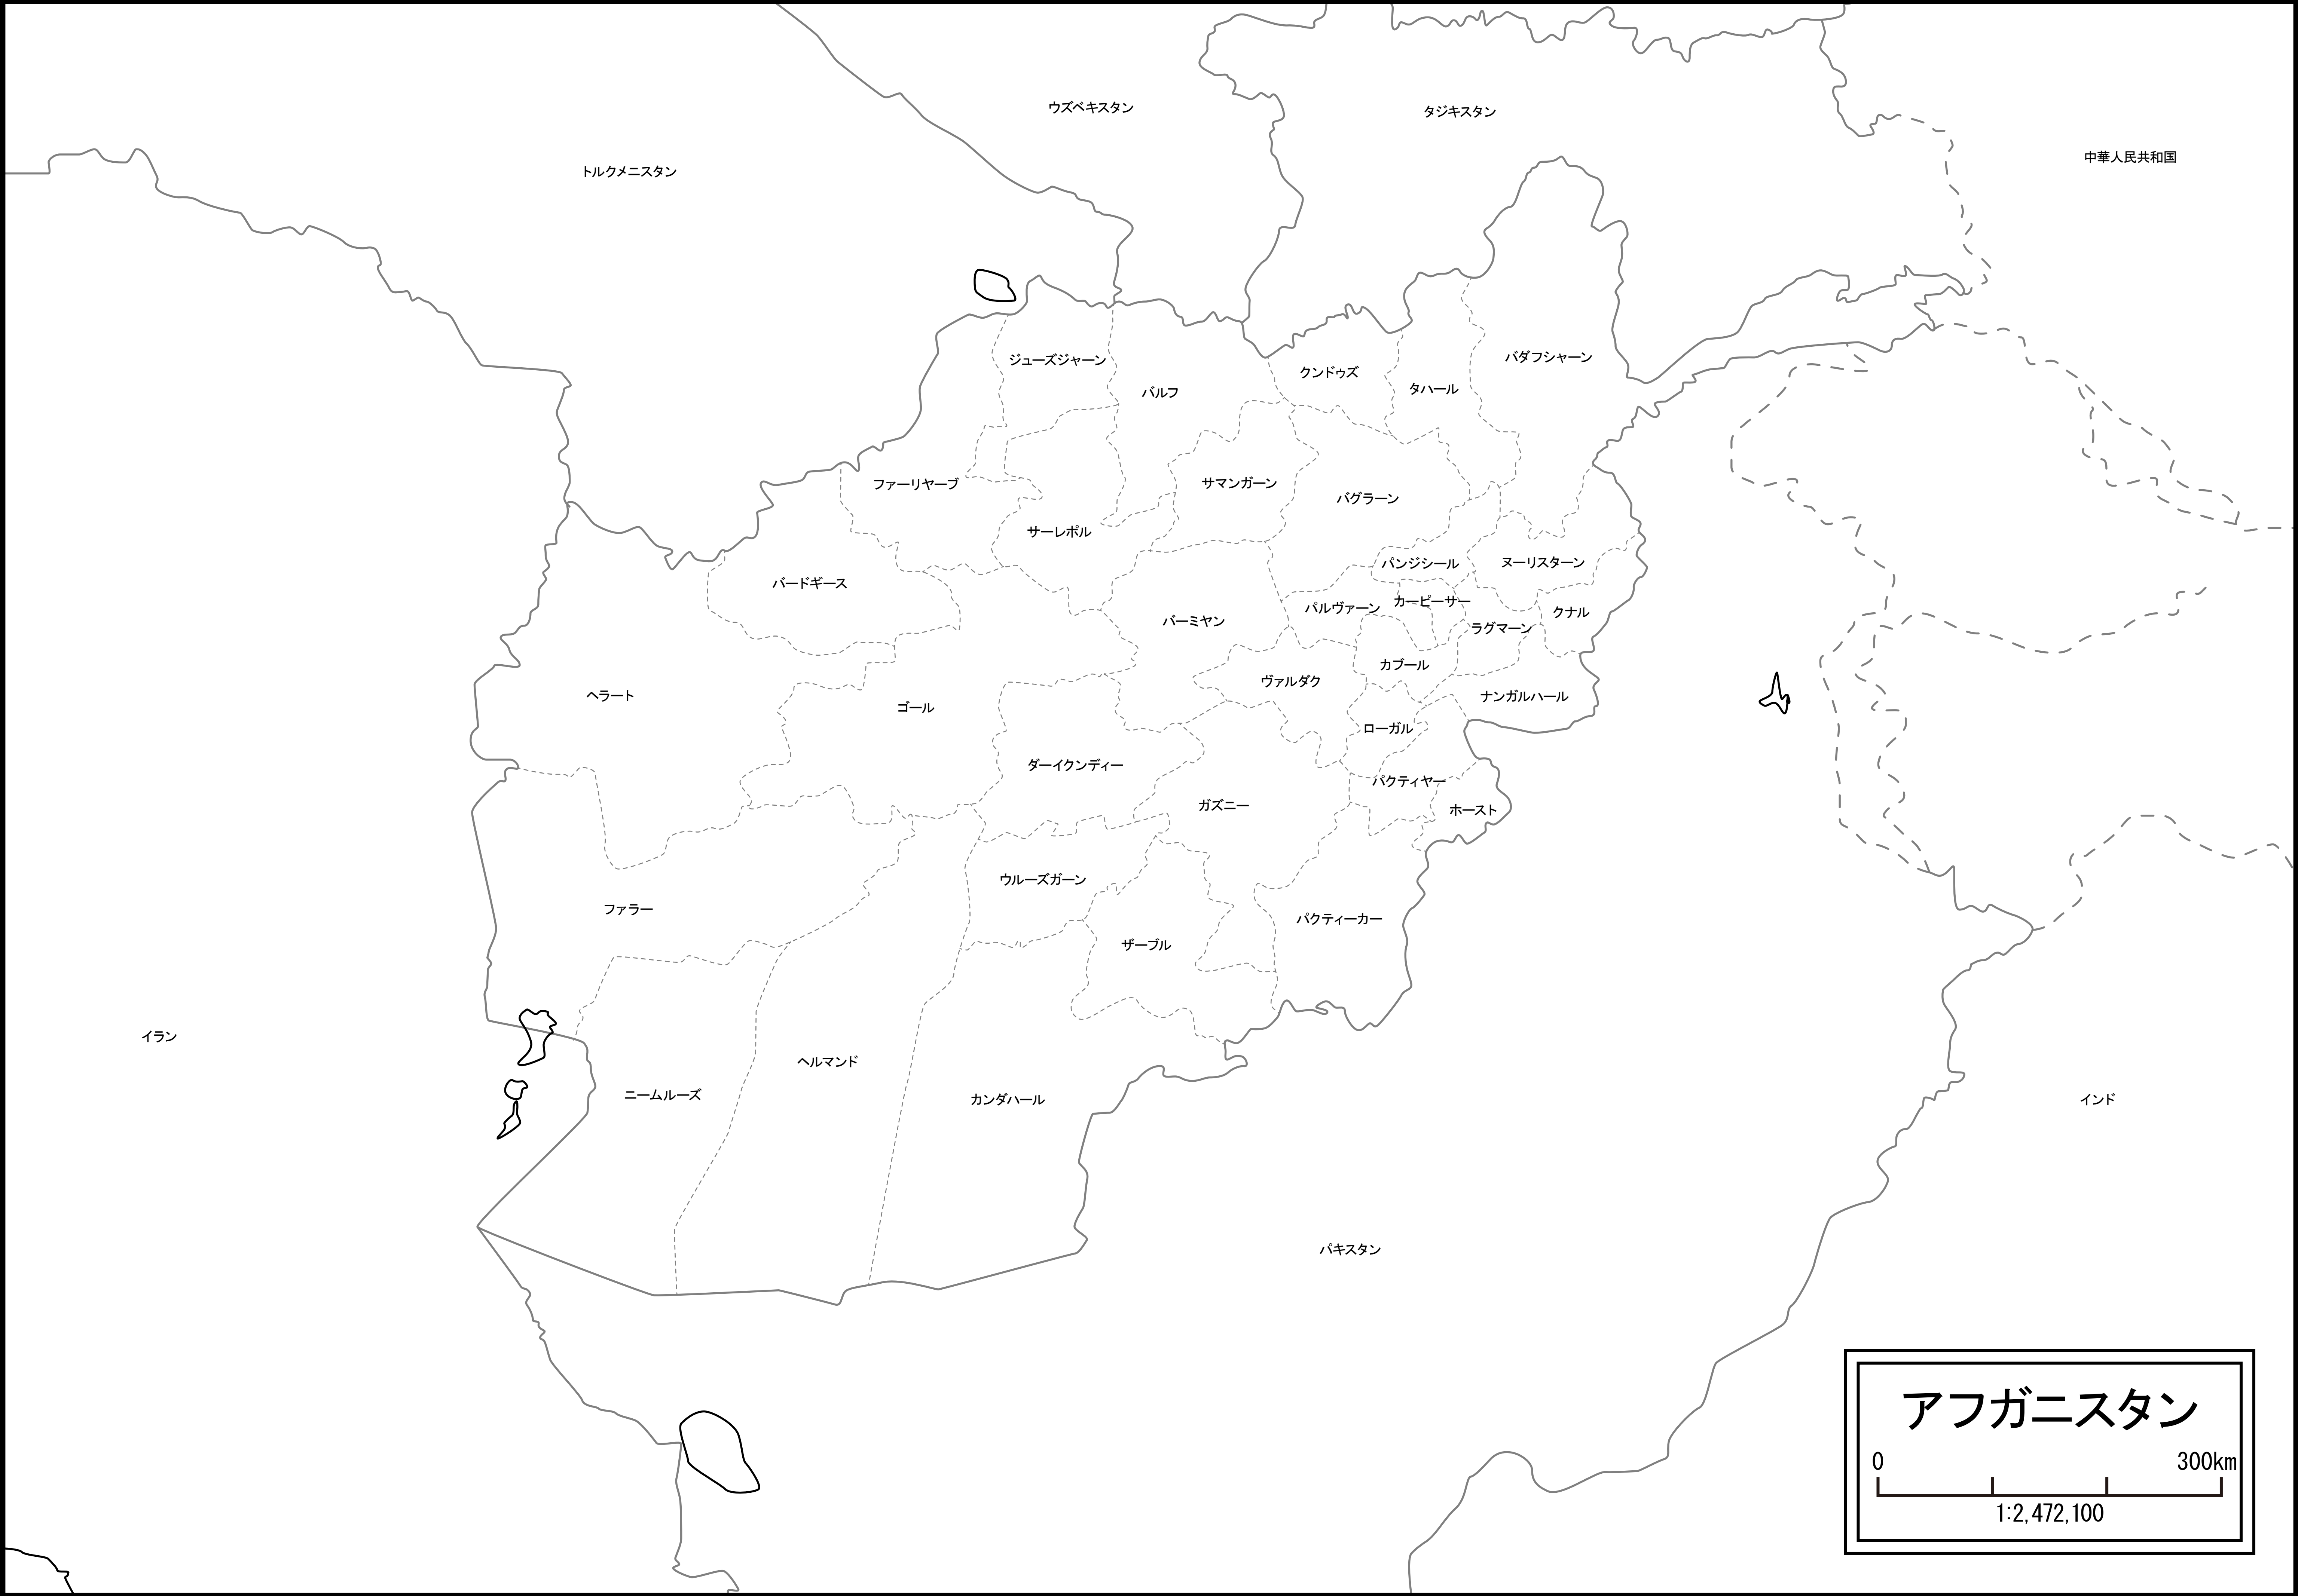 ウズベキスタン
タジキスタン
中華人民共和国
トルクメニスタン
ジューズジャーン
バルフ
クンドゥズ
タハール
バダフシャーン
ファーリヤーブ
サマンガーン
バグラーン
サーレポル
バードギース
パンジシール
ヌーリスターン
バーミヤン
パルヴァーン
カーピーサー
クナル
ラグマーン
ヘラート
ゴール
ヴァルダク
カブール
ナンガルハール
ローガル
ダーイクンディー
パクティヤー
ガズニー
ホースト
ウルーズガーン
ファラー
パクティーカー
ザーブル
イラン
ヘルマンド
ニームルーズ
カンダハール
インド
パキスタン
アフガニスタン
0 300km
1:2,472,100